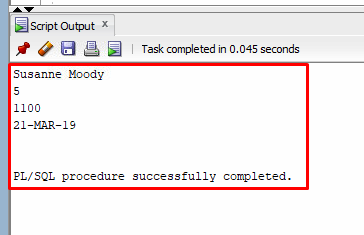 Script Output x
Task completed in 0.045 seconds
Susanne Moody
5
1100
21-MAR-19
PL/SQL procedure successfully completed.